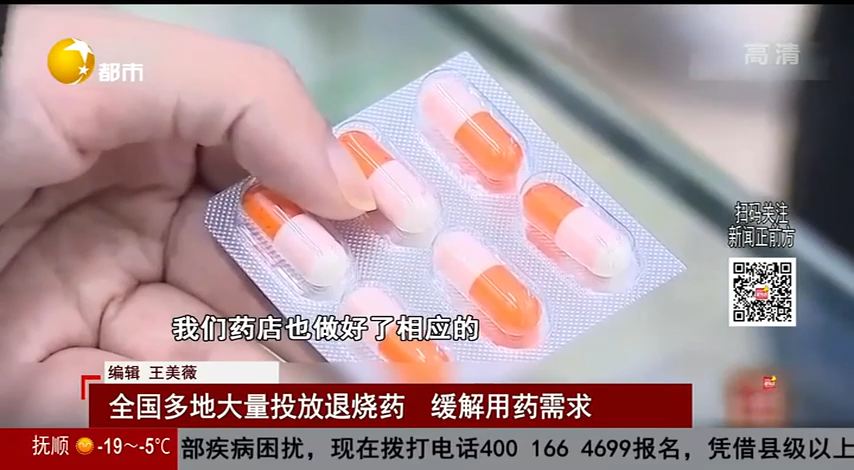 都市
高清
扫码关注
新闻正前方
我们药店也做好了相应的
编辑 王美薇
全国多地大量投放退烧药 缓解用药需求
抚顺 -19～-5℃ 部疾病困扰，现在拨打电话400 166 4699报名，凭借县级以上